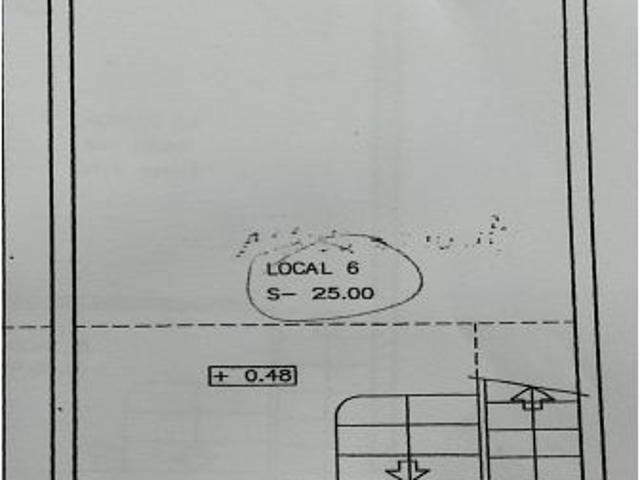 LOCAL 6
S- 25.00
+ 0.48